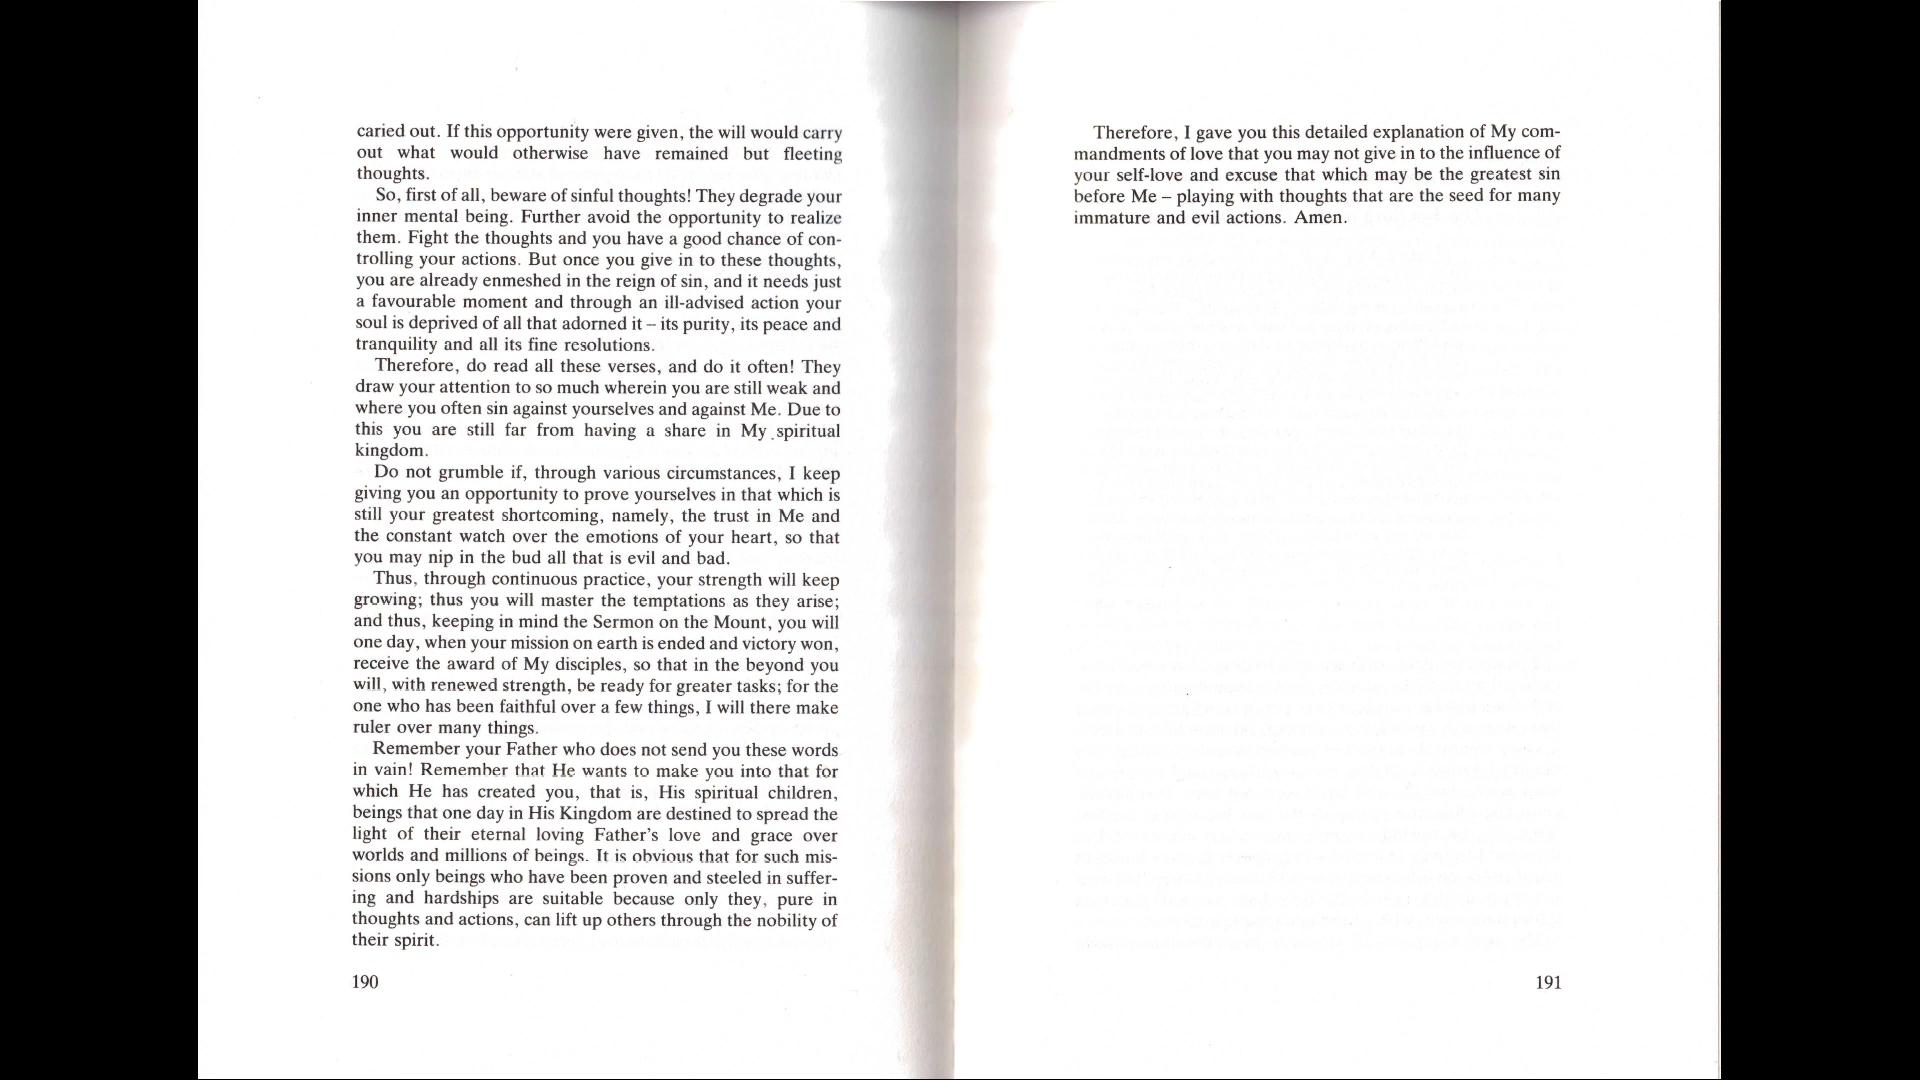 caried out. If this opportunity were given, the will would carry
out what would otherwise have remained but fleeting
thoughts.
So, first of all, beware of sinful thoughts! They degrade your
inner mental being. Further avoid the opportunity to realize
them. Fight the thoughts and you have a good chance of con-
trolling your actions. But once you give in to these thoughts,
you are already enmeshed in the reign of sin, and it needs just
a favourable moment and through an ill-advised action your
soul is deprived of all that adorned it – its purity, its peace and
tranquility and all its fine resolutions.
Therefore, do read all these verses, and do it often! They
draw your attention to so much wherein you are still weak and
where you often sin against yourselves and against Me. Due to
this you are still far from having a share in My spiritual
kingdom.
Do not grumble if, through various circumstances, I keep
giving you an opportunity to prove yourselves in that which is
still your greatest shortcoming, namely, the trust in Me and
the constant watch over the emotions of your heart, so that
you may nip in the bud all that is evil and bad.
Thus, through continuous practice, your strength will keep
growing; thus you will master the temptations as they arise;
and thus, keeping in mind the Sermon on the Mount, you will
one day, when your mission on earth is ended and victory won,
receive the award of My disciples, so that in the beyond you
will, with renewed strength, be ready for greater tasks; for the
one who has been faithful over a few things, I will there make
ruler over many things.
Remember your Father who does not send you these words
in vain! Remember that He wants to make you into that for
which He has created you, that is, His spiritual children,
beings that one day in His Kingdom are destined to spread the
light of their eternal loving Father's love and grace over
worlds and millions of beings. It is obvious that for such mis-
sions only beings who have been proven and steeled in suffer-
ing and hardships are suitable because only they, pure in
thoughts and actions, can lift up others through the nobility of
their spirit.
190
Therefore, I gave you this detailed explanation of My com-
mandments of love that you may not give in to the influence of
your self-love and excuse that which may be the greatest sin
before Me – playing with thoughts that are the seed for many
immature and evil actions. Amen.
191